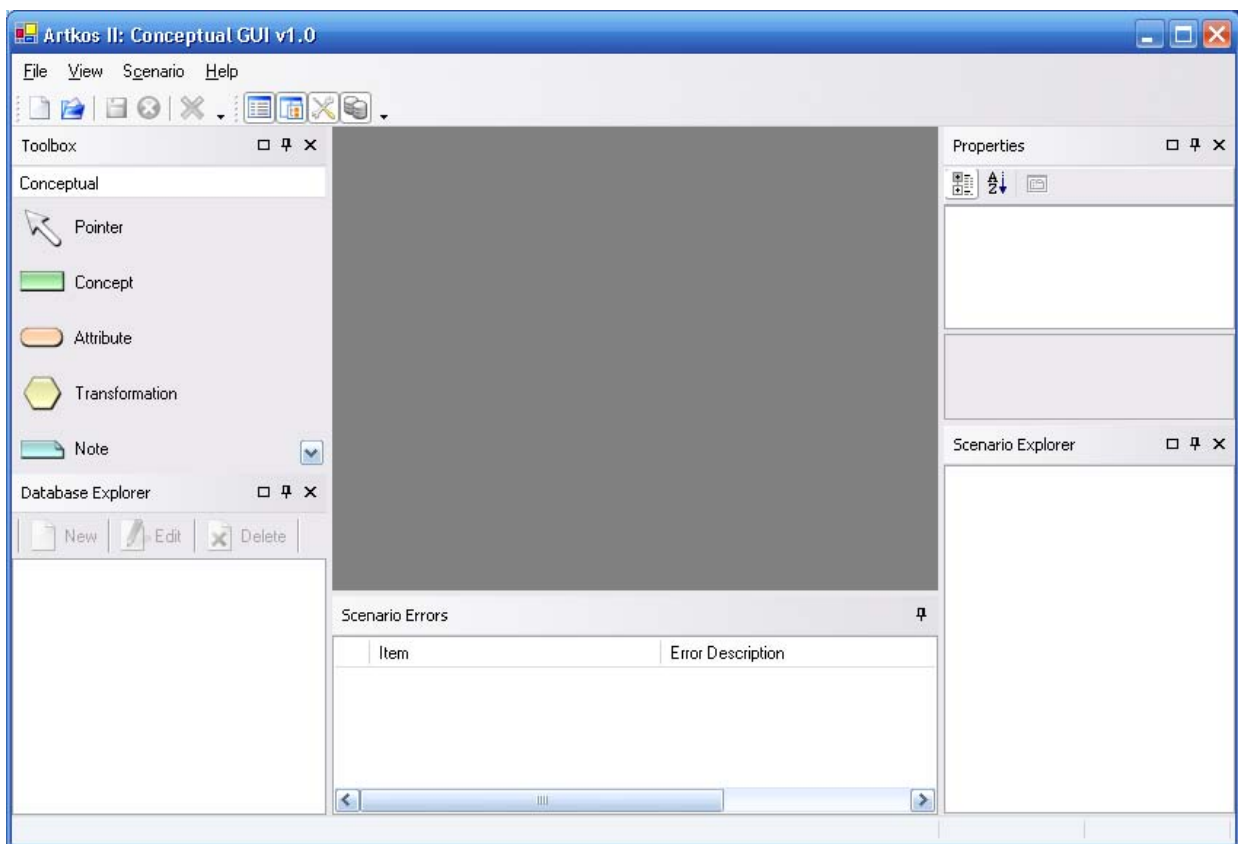 Artkos II: Conceptual GUI v1.0
File View Scenario Help
Toolbox
Conceptual
Pointer
Concept
Attribute
Transformation
Note
Database Explorer
New Edit Delete
Scenario Errors
Item Error Description
Properties
Scenario Explorer